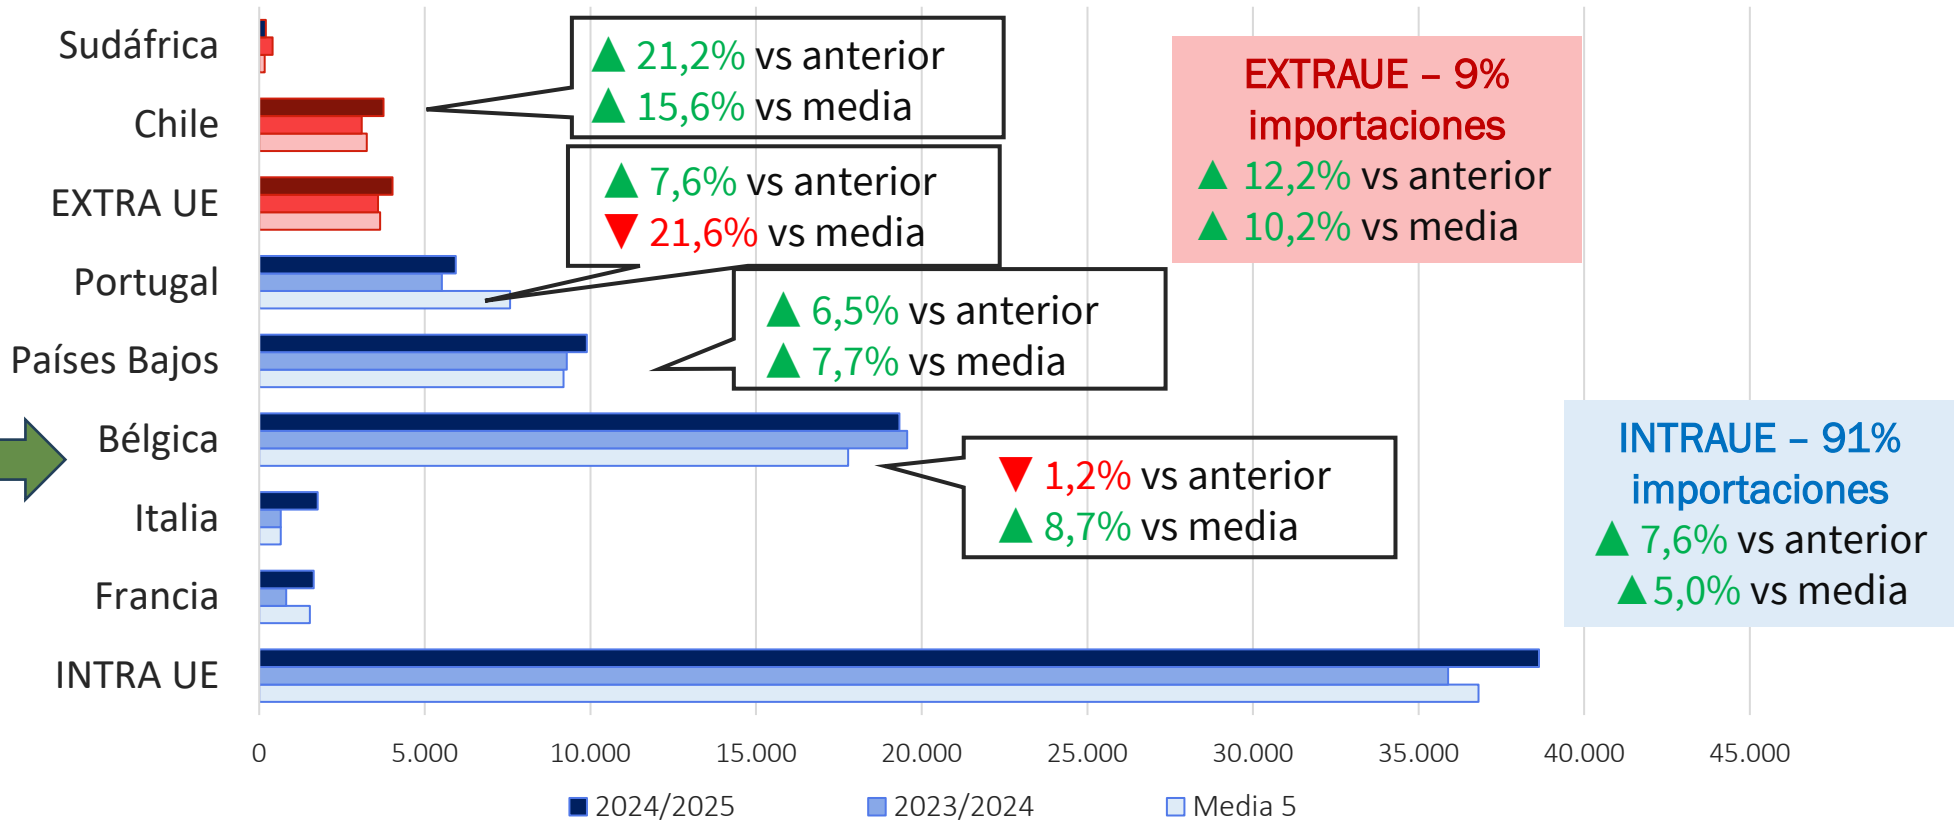 Sudáfrica
Chile
EXTRA UE
Portugal
Países Bajos
Bélgica
Italia
Francia
INTRA UE
21,2% vs anterior
15,6% vs media
7,6% vs anterior
21,6% vs media
6,5% vs anterior
7,7% vs media
1,2% vs anterior
8,7% vs media
EXTRAUE – 9%
importaciones
12,2% vs anterior
10,2% vs media
INTRAUE – 91%
importaciones
7,6% vs anterior
5,0% vs media
0 5.000 10.000 15.000 20.000 25.000 30.000 35.000 40.000 45.000
2024/2025 2023/2024 Media 5